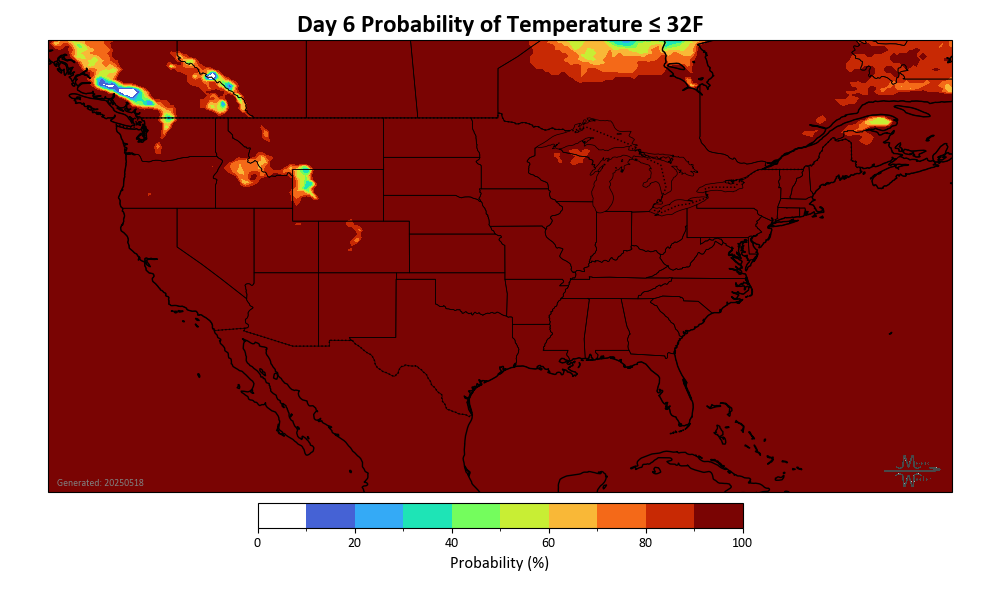 Day 6 Probability of Temperature ≤ 32F
Generated: 20250518
0 20 40 60 80 100
Probability (%)